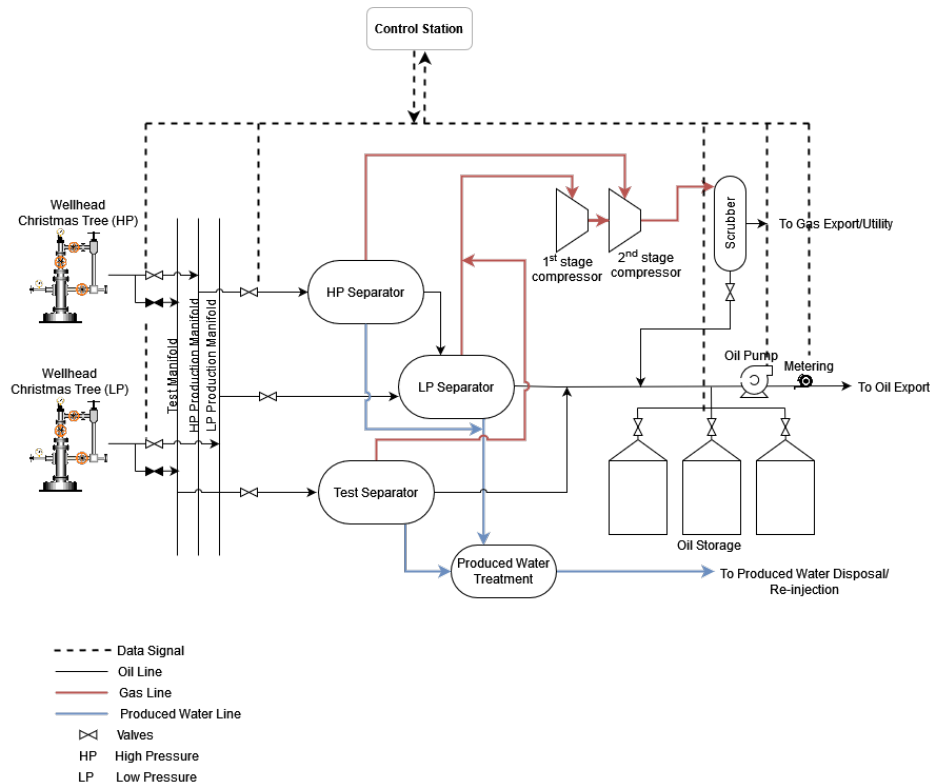 Control Station
Wellhead
Christmas Tree (HP)
Wellhead
Christmas Tree (LP)
Test Manifold
HP Production Manifold
LP Production Manifold
HP Separator
LP Separator
Test Separator
1st stage
compressor
2nd stage
compressor
Scrubber
To Gas Export/Utility
Oil Pump
Metering
To Oil Export
Oil Storage
Produced Water
Treatment
To Produced Water Disposal/
Re-injection
Data Signal
Oil Line
Gas Line
Produced Water Line
Valves
HP High Pressure
LP Low Pressure